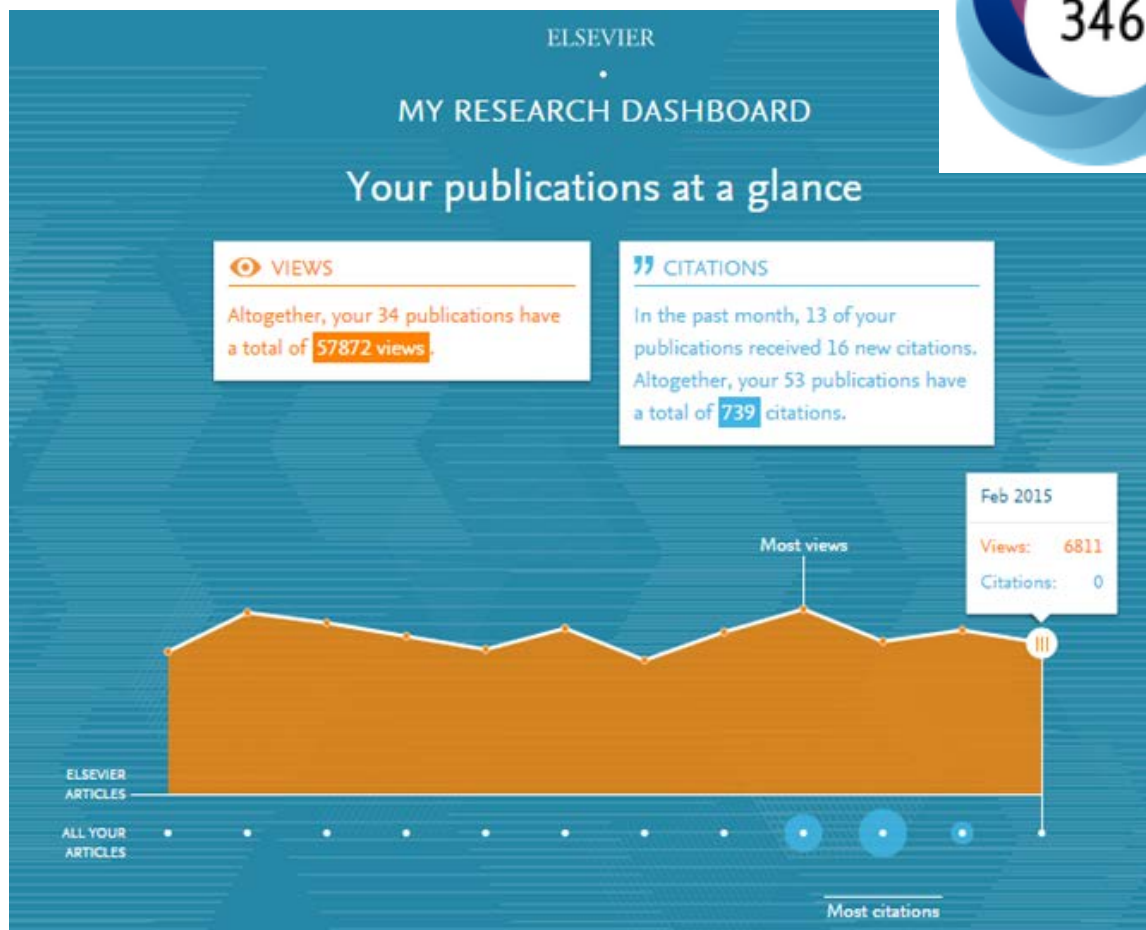 346
ELSEVIER
MY RESEARCH DASHBOARD
Your publications at a glance
VIEWS
Altogether, your 34 publications have
a total of 57872 views.
CITATIONS
In the past month, 13 of your
publications received 16 new citations.
Altogether, your 53 publications have
a total of 739 citations.
Feb 2015
Views: 6811
Citations: 0
Most views
ELSEVIER
ARTICLES
ALL YOUR
ARTICLES
Most citations